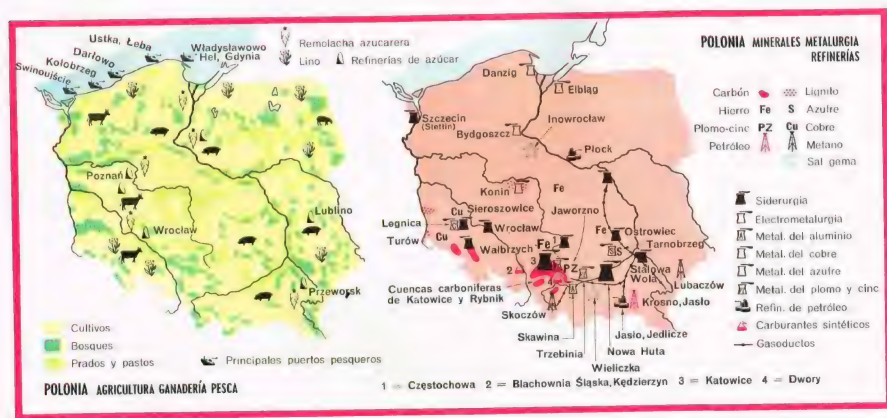 Ustka, Łeba
Darłowo
Kołobrzeg
Swinoujście
Władysławowo
Hel, Gdynia
Remolacha azucarera
Lino
Refinerías de azúcar
Poznań
Wrocław
Lublino
Przeworsk
Cultivos
Bosques
Prados y pastos
Principales puertos pesqueros
POLONIA AGRICULTURA GANADERÍA PESCA
POLONIA MINERALES METALURGIA
REFINERÍAS
Carbón
Lignito
Hierro Fe
S Azufre
Plomo-cinc PZ
Cu Cobre
Petróleo
Metano
Sal gema
Siderurgia
Electrometalurgia
Metal. del aluminio
Metal. del cobre
Metal. del azufre
Metal. del plomo y cinc
Refin. de petróleo
Carburantes sintéticos
Gasoductos
Danzig
Elbląg
Szczecin
(Stettin)
Inowrocław
Bydgoszcz
Płock
Konin
Fe
Cu
Sieroszowice
Jaworzno
Legnica
Wrocław
Fe
Ostrowiec
Turów
Cu
Wałbrzych
Fe
1
S
Tarnobrzeg
2
3
PZ
4
Stalowa
Wola
Lubaczów
Cuencas carboníferas
de Katowice y Rybnik
Krosno, Jasło
Skoczów
Skawina
Jasło, Jedlicze
Trzebinia
Nowa Huta
Wieliczka
1 = Częstochowa 2 = Blachownia Śląska, Kędzierzyn 3 = Katowice 4 = Dwory